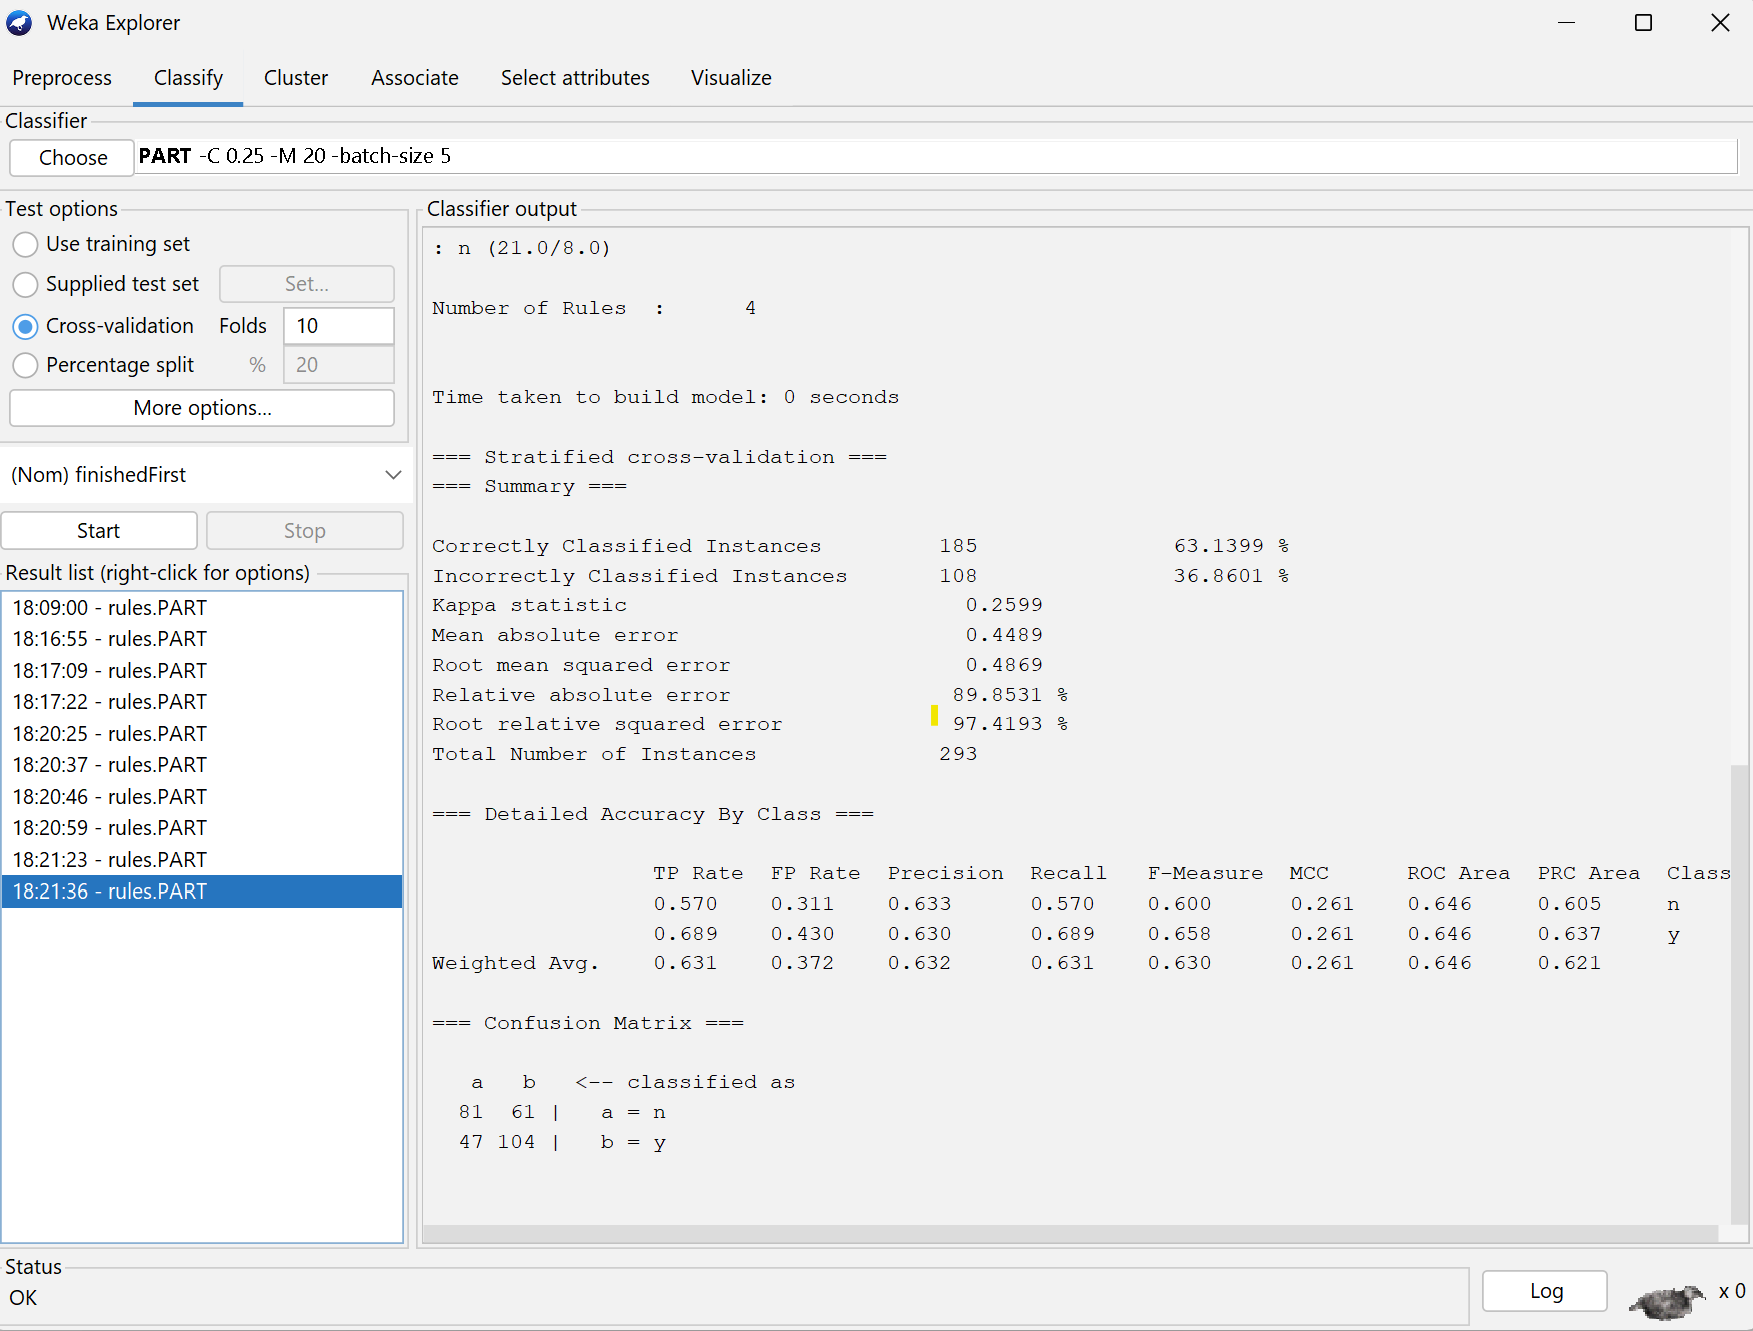 Weka Explorer
Preprocess Classify Cluster Associate Select attributes Visualize
Classifier
Choose PART -C 0.25 -M 20 -batch-size 5
Test options
Use training set
Supplied test set Set...
Cross-validation Folds 10
Percentage split % 20
More options...
(Nom) finishedFirst
Start Stop
Result list (right-click for options)
18:09:00 - rules.PART
18:16:55 - rules.PART
18:17:09 - rules.PART
18:17:22 - rules.PART
18:20:25 - rules.PART
18:20:37 - rules.PART
18:20:46 - rules.PART
18:20:59 - rules.PART
18:21:23 - rules.PART
18:21:36 - rules.PART
Classifier output
: n (21.0/8.0)
Number of Rules : 4
Time taken to build model: 0 seconds
=== Stratified cross-validation ===
=== Summary ===
Correctly Classified Instances 185 63.1399 %
Incorrectly Classified Instances 108 36.8601 %
Kappa statistic 0.2599
Mean absolute error 0.4489
Root mean squared error 0.4869
Relative absolute error 89.8531 %
Root relative squared error 97.4193 %
Total Number of Instances 293
=== Detailed Accuracy By Class ===
TP Rate FP Rate Precision Recall F-Measure MCC ROC Area PRC Area Class
0.570 0.311 0.633 0.570 0.600 0.261 0.646 0.605 n
0.689 0.430 0.630 0.689 0.658 0.261 0.646 0.637 y
Weighted Avg. 0.631 0.372 0.632 0.631 0.630 0.261 0.646 0.621
=== Confusion Matrix ===
a b <-- classified as
81 61 | a = n
47 104 | b = y
Status
OK
Log
x 0